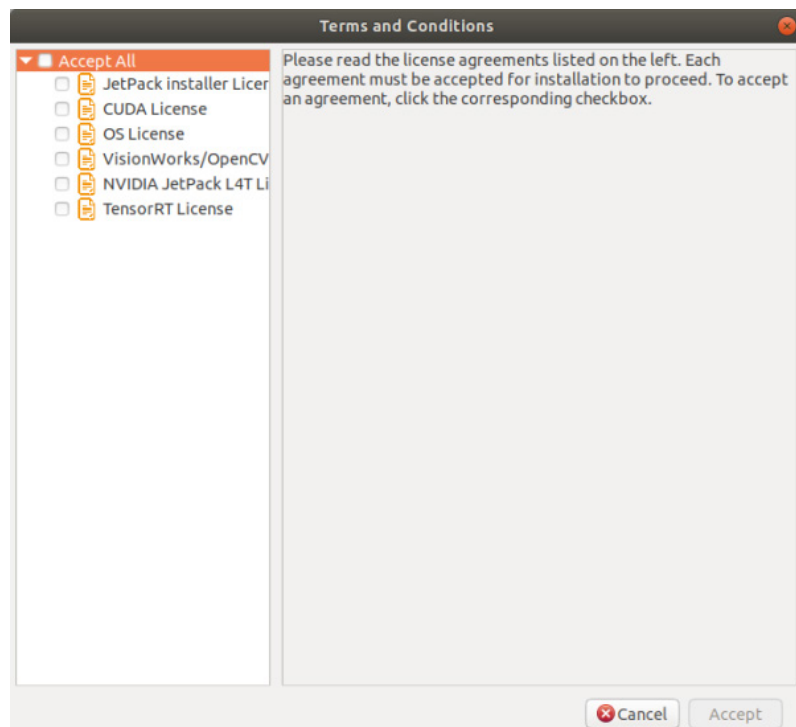 Terms and Conditions
Accept All
JetPack installer Licer
CUDA License
OS License
VisionWorks/OpenCV
NVIDIA JetPack L4T Li
TensorRT License
Please read the license agreements listed on the left. Each
agreement must be accepted for installation to proceed. To accept
an agreement, click the corresponding checkbox.
Cancel
Accept